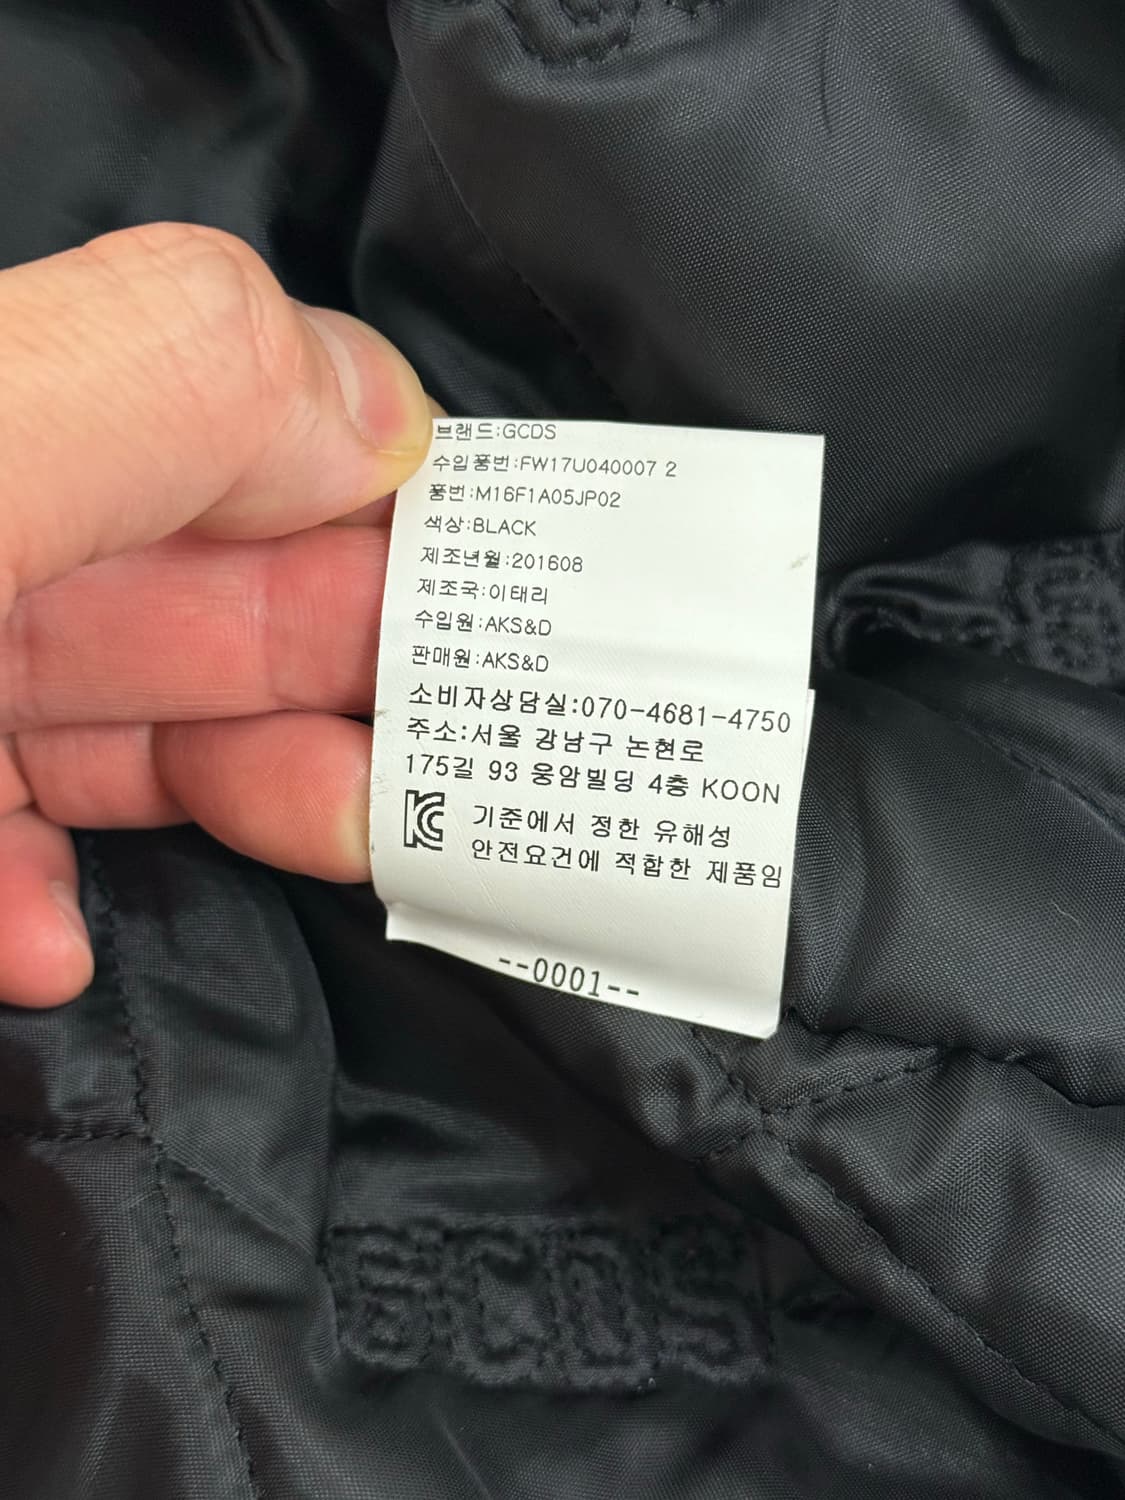 브랜드:GCDS
수입품번:FW17U040007 2
품번:M16F1A05JP02
색상:BLACK
제조년월:201608
제조국:이태리
수입원:AKS&D
판매원:AKS&D
소비자상담실:070-4681-4750
주소:서울 강남구 논현로
175길 93 웅암빌딩 4층 KOON
KC 기준에서 정한 유해성
안전요건에 적합한 제품임
--0001--
GCDS